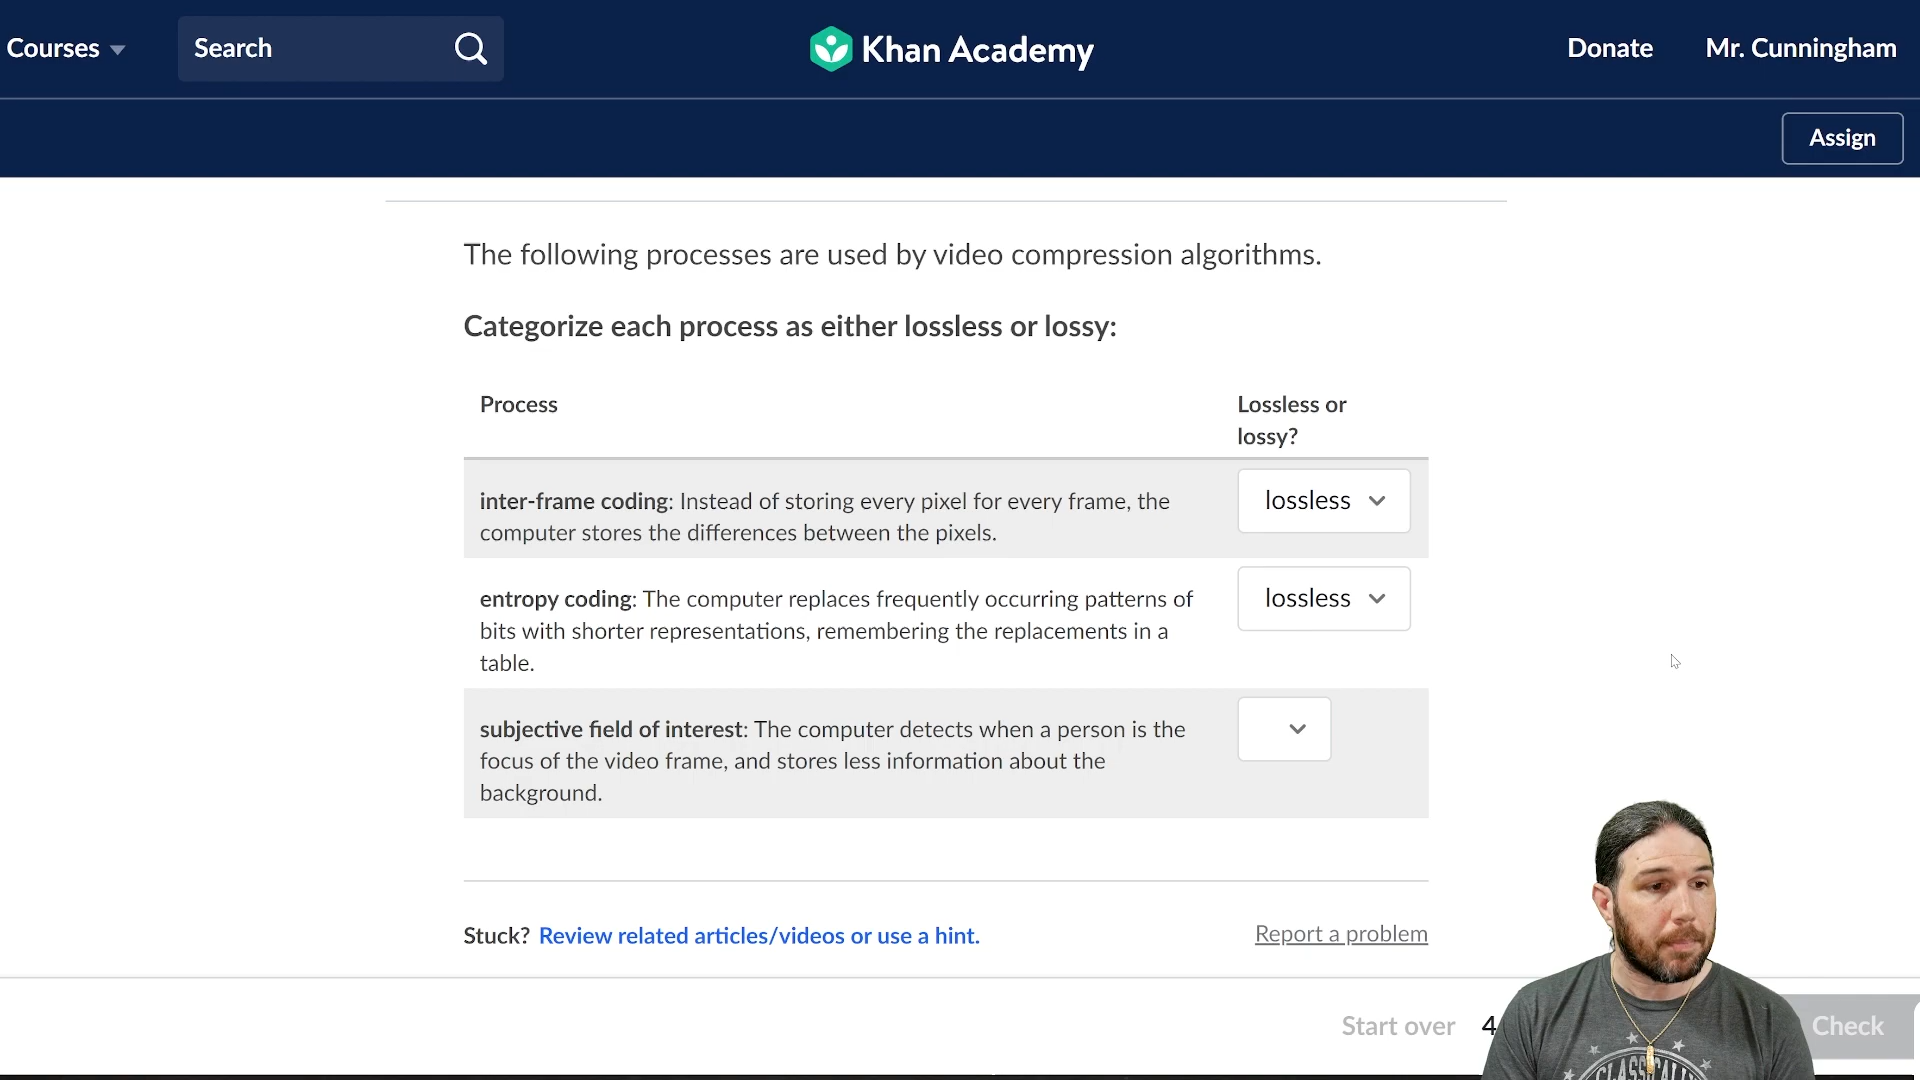 Courses
Search
Khan Academy
Donate
Mr. Cunningham
Assign
The following processes are used by video compression algorithms.
Categorize each process as either lossless or lossy:
Process
Lossless or
lossy?
inter-frame coding: Instead of storing every pixel for every frame, the
computer stores the differences between the pixels.
lossless
entropy coding: The computer replaces frequently occurring patterns of
bits with shorter representations, remembering the replacements in a
table.
lossless
subjective field of interest: The computer detects when a person is the
focus of the video frame, and stores less information about the
background.
Stuck? Review related articles/videos or use a hint.
Report a problem
Start over
4
Check